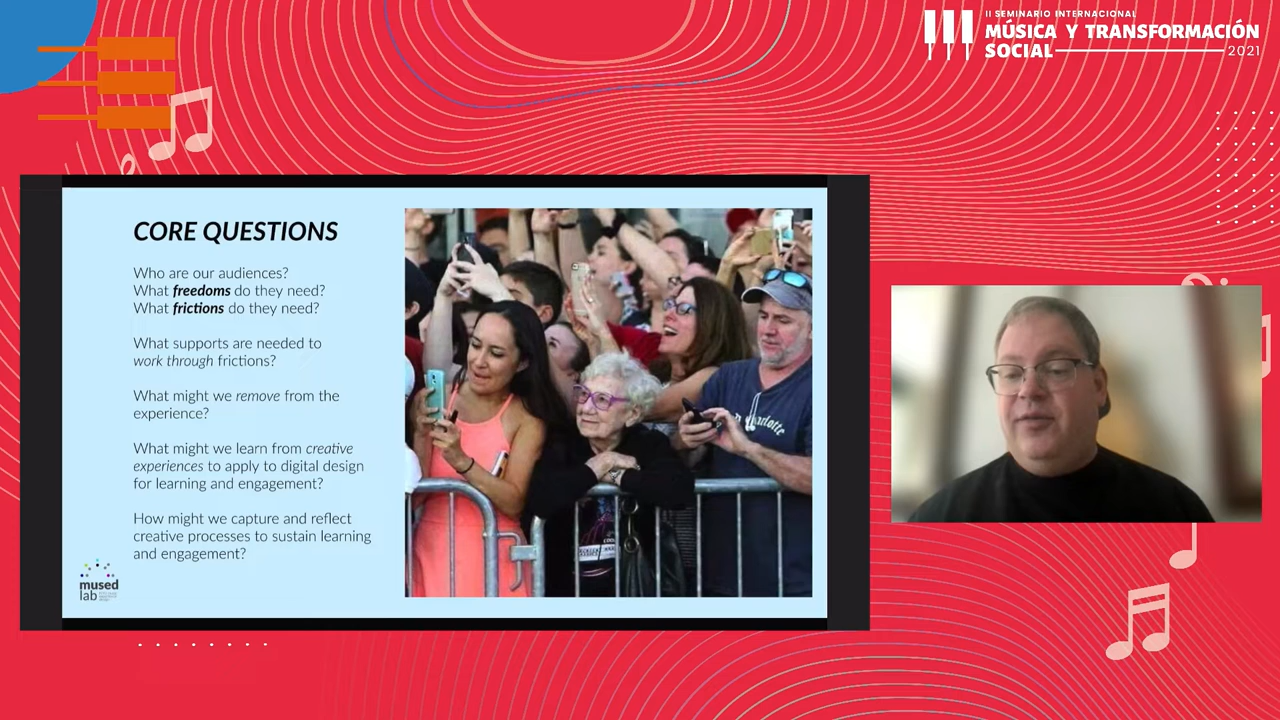 II SEMINARIO INTERNACIONAL
MÚSICA Y TRANSFORMACIÓN
SOCIAL
2021
CORE QUESTIONS
Who are our audiences?
What freedoms do they need?
What frictions do they need?
What supports are needed to
work through frictions?
What might we remove from the
experience?
What might we learn from creative
experiences to apply to digital design
for learning and engagement?
How might we capture and reflect
creative processes to sustain learning
and engagement?
mused
lab